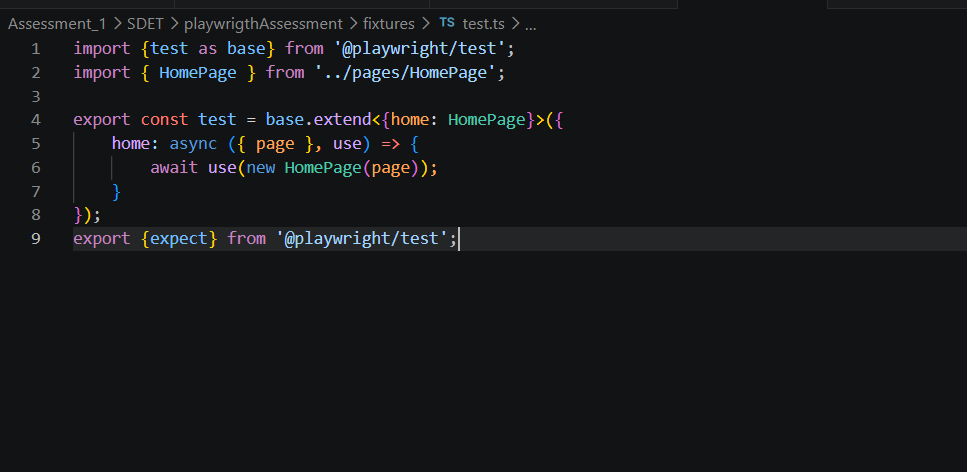 Assessment_1 > SDET > playwrigthAssessment > fixtures > TS test.ts > ...
1 import {test as base} from '@playwright/test';
2 import { HomePage } from '../pages/HomePage';
3
4 export const test = base.extend<{home: HomePage}>({
5     home: async ({ page }, use) => {
6         await use(new HomePage(page));
7     }
8 });
9 export {expect} from '@playwright/test';